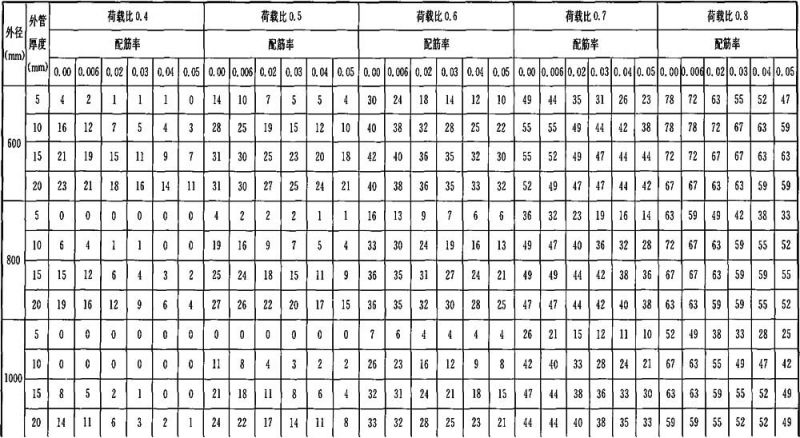 外径 (mm) 外管厚度 (mm) 荷载比0.4 荷载比0.5 荷载比0.6 荷载比0.7 荷载比0.8
配筋率 配筋率 配筋率 配筋率 配筋率
0.00 0.006 0.02 0.03 0.04 0.05 0.00 0.006 0.02 0.03 0.04 0.05 0.00 0.006 0.02 0.03 0.04 0.05 0.00 0.006 0.02 0.03 0.04 0.05 0.00 0.006 0.02 0.03 0.04 0.05
600 5 4 2 1 1 1 0 14 10 7 5 5 4 30 24 18 14 12 10 49 44 35 31 26 23 78 72 63 55 52 47
10 16 12 7 5 4 3 28 25 19 15 12 10 40 38 32 28 25 22 55 55 49 44 42 38 78 78 72 67 63 59
15 21 19 15 11 9 7 31 30 25 23 20 18 42 40 36 35 32 30 55 52 49 47 44 44 72 72 67 67 63 63
20 23 21 18 16 14 11 31 30 27 25 24 21 40 38 36 35 33 32 52 49 47 47 44 42 67 67 63 63 59 59
800 5 0 0 0 0 0 0 4 2 2 2 1 1 16 13 9 7 6 6 36 32 23 19 16 14 63 59 49 42 38 33
10 6 4 1 1 0 0 19 16 9 7 5 4 33 30 24 19 16 13 49 47 40 36 32 28 72 67 63 59 55 52
15 15 12 6 4 3 2 25 24 18 15 11 9 36 35 31 27 24 21 49 49 44 42 38 36 67 67 63 59 59 55
20 19 16 12 9 6 4 27 26 22 20 17 15 36 35 32 30 28 25 47 47 44 42 40 38 63 63 59 59 55 52
1000 5 0 0 0 0 0 0 0 0 0 0 0 0 7 6 4 4 4 4 26 21 15 12 11 10 52 49 38 33 28 25
10 0 0 0 0 0 0 11 8 4 3 2 2 26 23 16 12 9 8 42 40 33 28 24 21 67 63 55 49 47 42
15 8 5 2 1 0 0 21 18 11 8 6 4 32 31 24 21 18 15 47 44 38 36 33 30 63 63 59 55 52 49
20 14 11 6 3 2 1 24 22 17 14 11 8 33 32 28 25 23 21 44 44 40 38 35 33 59 59 55 52 52 49